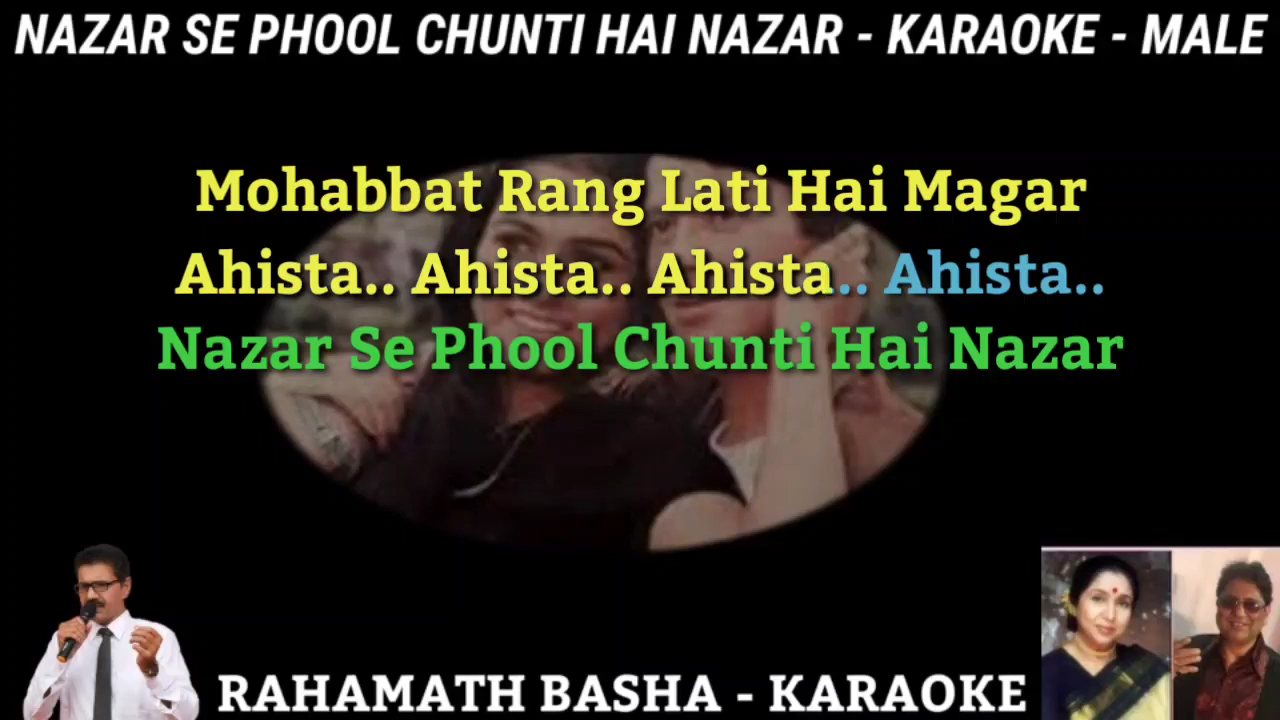 NAZAR SE PHOOL CHUNTI HAI NAZAR - KARAOKE - MALE
Mohabbat Rang Lati Hai Magar
Ahista.. Ahista.. Ahista.. Ahista..
Nazar Se Phool Chunti Hai Nazar
RAHAMATH BASHA - KARAOKE